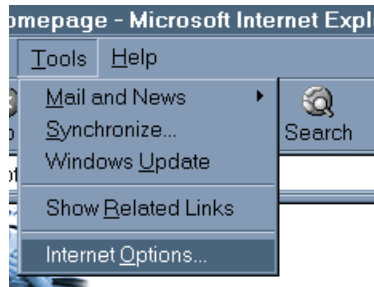 omepage - Microsoft Internet Expl
Tools Help
Mail and News
Synchronize...
Search
Windows Update
Show Related Links
Internet Options...